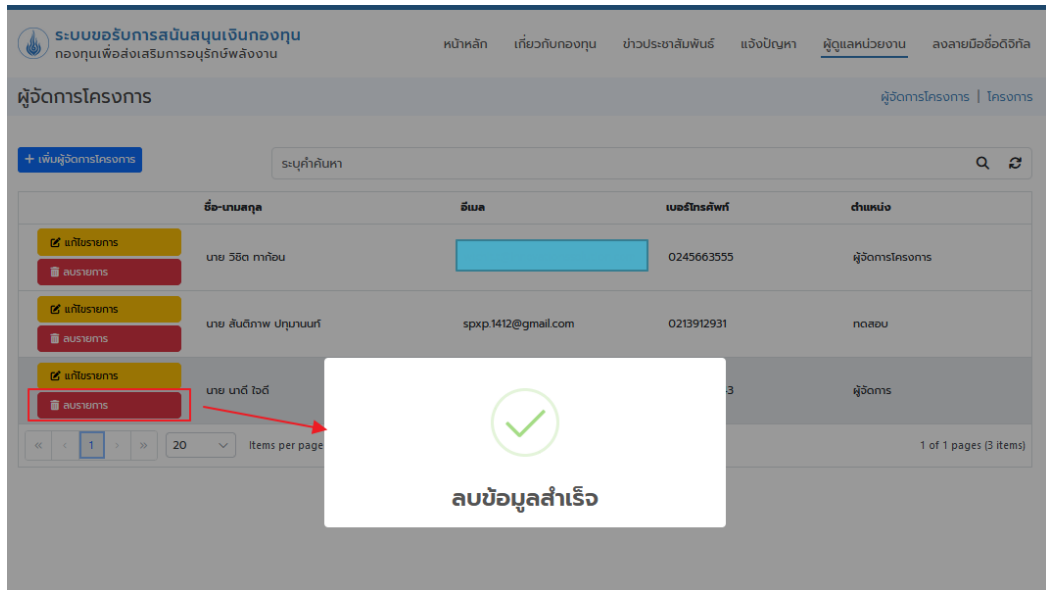 ระบบขอรับการสนับสนุนเงินกองทุน
กองทุนเพื่อส่งเสริมการอนุรักษ์พลังงาน
หน้าหลัก เกี่ยวกับกองทุน ข่าวประชาสัมพันธ์ แจ้งปัญหา ผู้ดูแลหน่วยงาน ลงลายมือชื่อดิจิทัล
ผู้จัดการโครงการ
ผู้จัดการโครงการ | โครงการ
+ เพิ่มผู้จัดการโครงการ
ระบุคำค้นหา
ชื่อ-นามสกุล อีเมล เบอร์โทรศัพท์ ตำแหน่ง
แก้ไขรายการ
ลบรายการ
นาย วิชิต ทาก้อน 0245663555 ผู้จัดการโครงการ
แก้ไขรายการ
ลบรายการ
นาย สันติภาพ ปทุมานนท์ spxp.1412@gmail.com 0213912931 ทดสอบ
แก้ไขรายการ
ลบรายการ
นาย นาดี ใจดี 3 ผู้จัดการ
« < 1 > » 20 Items per page
1 of 1 pages (3 items)
ลบข้อมูลสำเร็จ